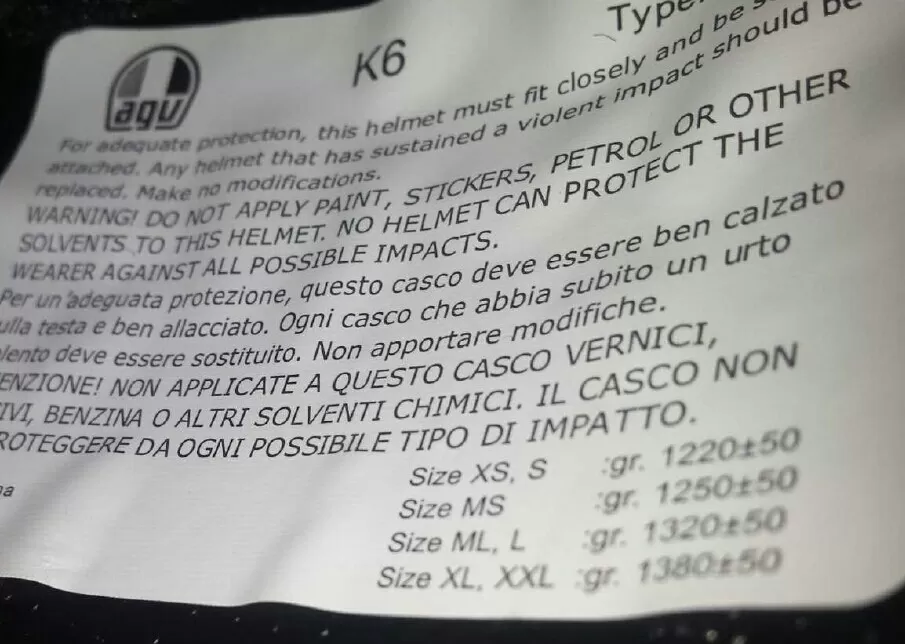 agv
K6
Type
For adequate protection, this helmet must fit closely and be
attached. Any helmet that has sustained a violent impact should be
replaced. Make no modifications.
WARNING! DO NOT APPLY PAINT, STICKERS, PETROL OR OTHER
SOLVENTS TO THIS HELMET. NO HELMET CAN PROTECT THE
WEARER AGAINST ALL POSSIBLE IMPACTS.
Per un'adeguata protezione, questo casco deve essere ben calzato
ulla testa e ben allacciato. Ogni casco che abbia subito un urto
lento deve essere sostituito. Non apportare modifiche.
ENZIONE! NON APPLICATE A QUESTO CASCO VERNICI,
IVI, BENZINA O ALTRI SOLVENTI CHIMICI. IL CASCO NON
ROTEGGERE DA OGNI POSSIBILE TIPO DI IMPATTO.
Size XS, S :gr. 1220±50
Size MS :gr. 1250±50
Size ML, L :gr. 1320±50
Size XL, XXL :gr. 1380±50